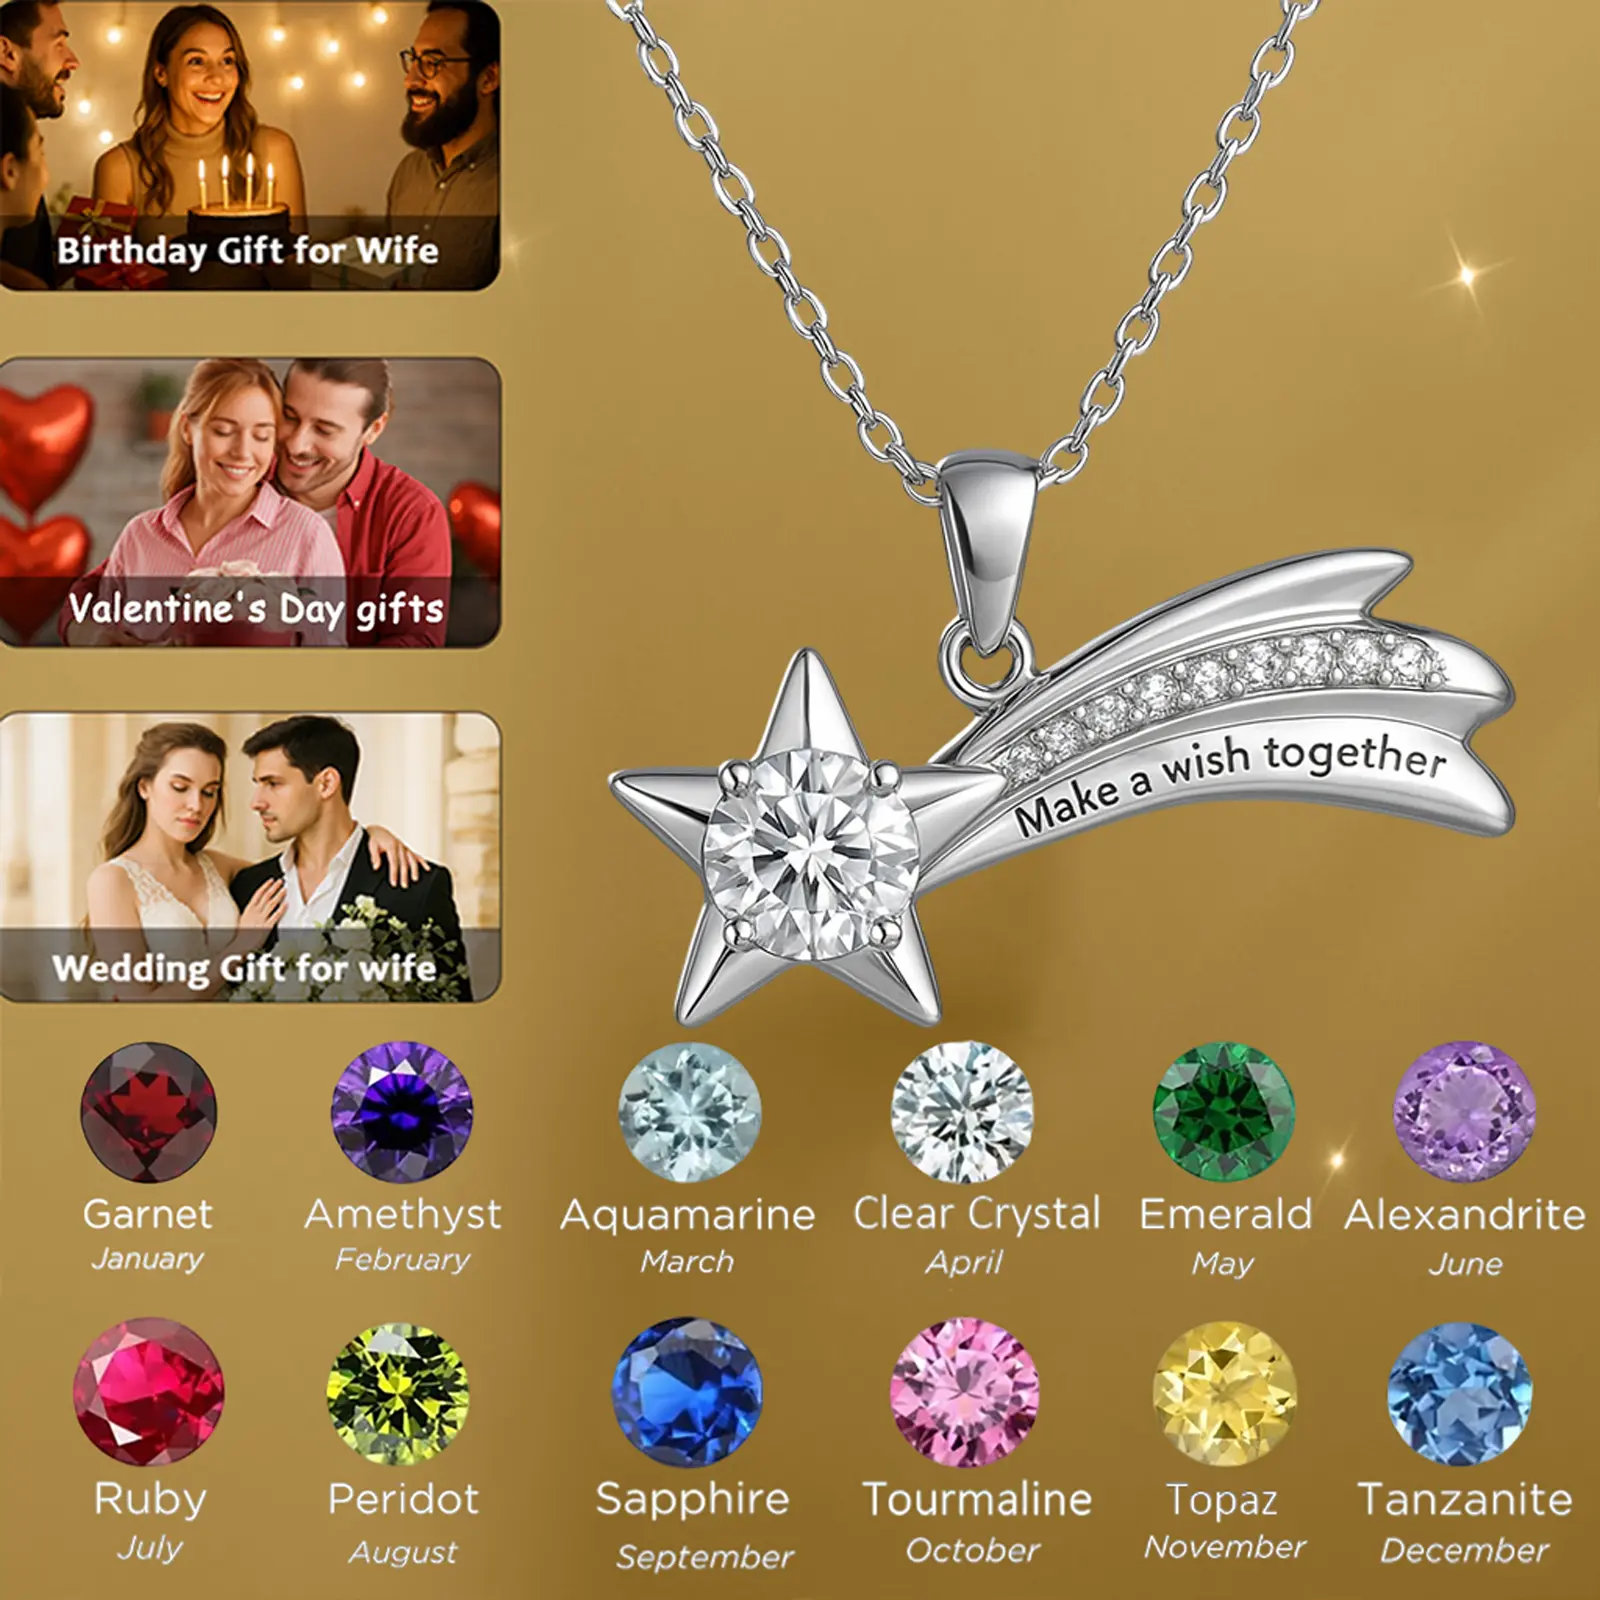 Birthday Gift for Wife
Valentine's Day gifts
Wedding Gift for wife
Make a wish together
Garnet
January
Amethyst
February
Aquamarine
March
Clear Crystal
April
Emerald
May
Alexandrite
June
Ruby
July
Peridot
August
Sapphire
September
Tourmaline
October
Topaz
November
Tanzanite
December